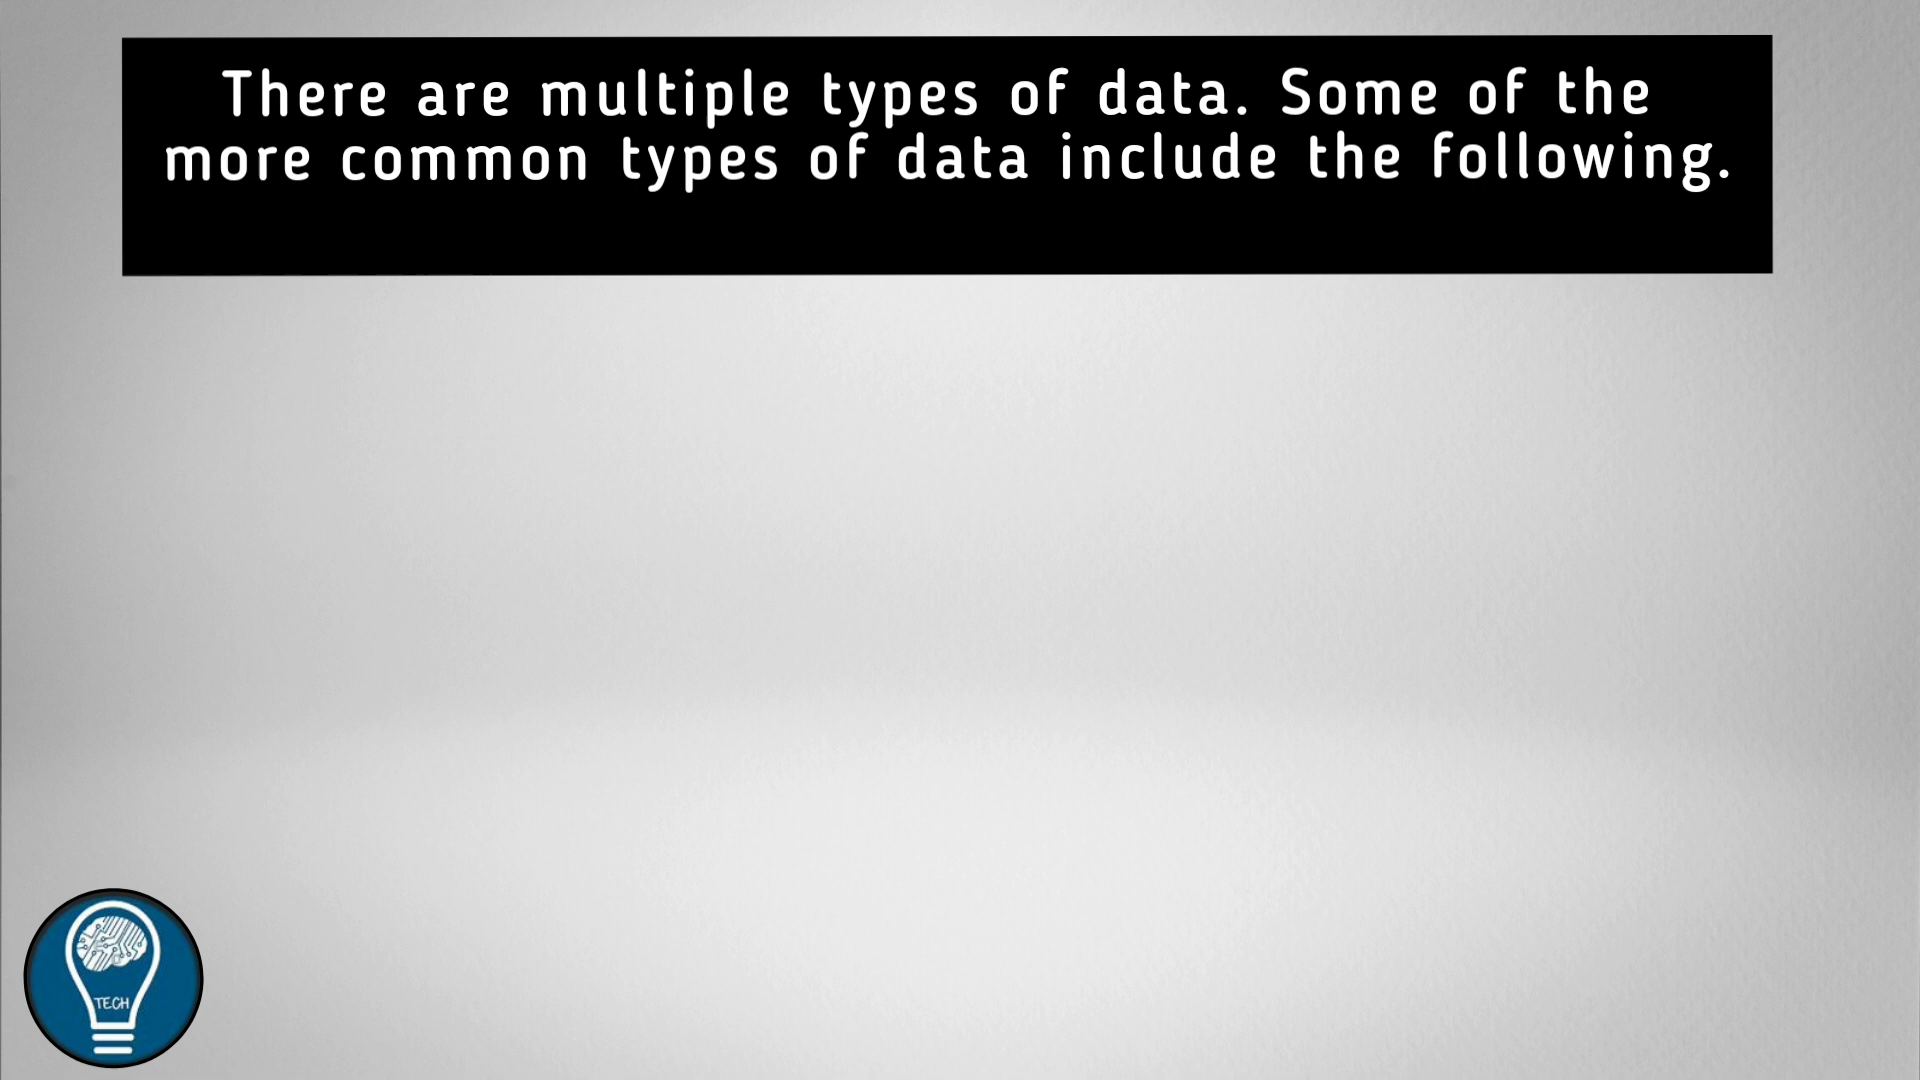 There are multiple types of data. Some of the
more common types of data include the following.
TECH